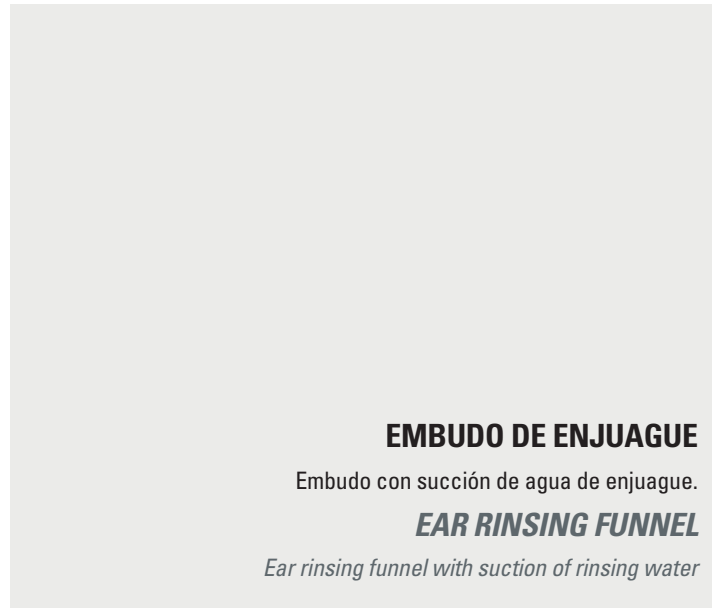 EMBUDO DE ENJUAGUE
Embudo con succión de agua de enjuague.
EAR RINSING FUNNEL
Ear rinsing funnel with suction of rinsing water